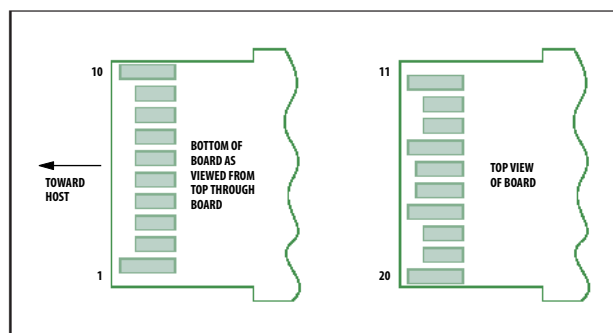 10
TOWARD
HOST
1
BOTTOM OF
BOARD AS
VIEWED FROM
TOP THROUGH
BOARD
11
20
TOP VIEW
OF BOARD